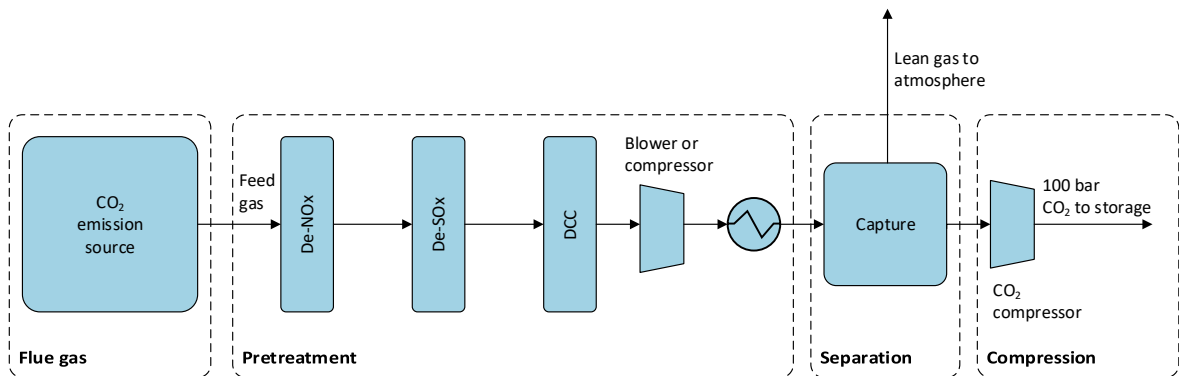 Lean gas to
atmosphere
Blower or
compressor
Feed
gas
CO₂
emission
source
De-NOx
De-SOx
DCC
Capture
100 bar
CO₂ to storage
CO₂
compressor
Flue gas
Pretreatment
Separation
Compression